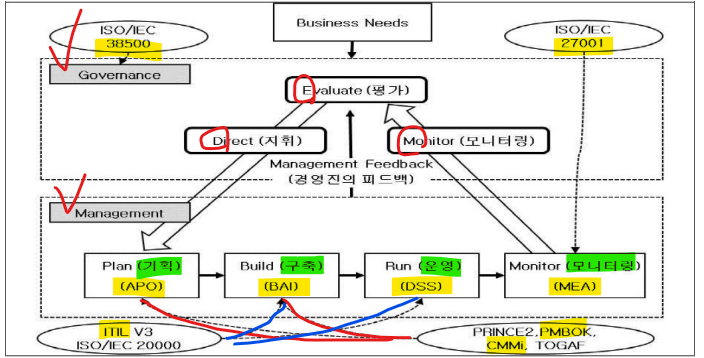 ISO/IEC
38500
Business Needs
ISO/IEC
27001
Governance
Evaluate (평가)
Direct (지휘)
Monitor (모니터링)
Management Feedback
(경영진의 피드백)
Management
Plan (기획)
(APO)
Build (구축)
(BAI)
Run (운영)
(DSS)
Monitor (모니터링)
(MEA)
ITIL V3
ISO/IEC 20000
PRINCE2, PMBOK,
CMMi, TOGAF